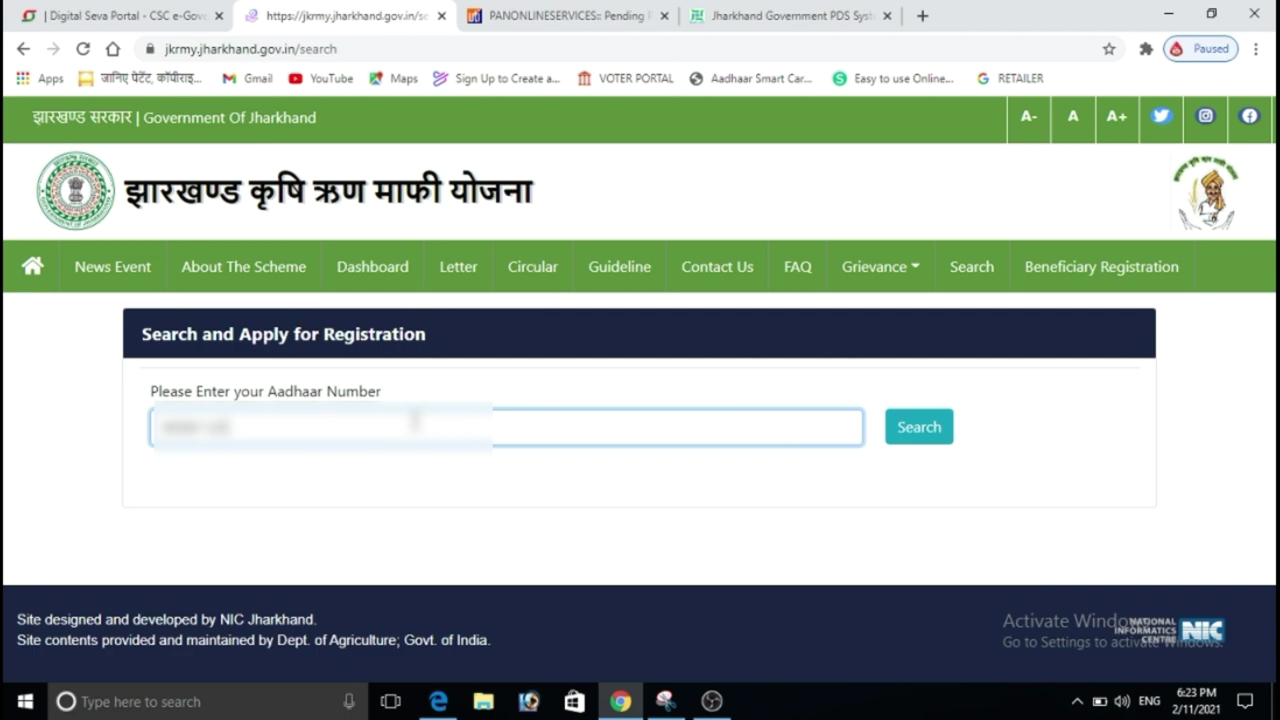 | Digital Seva Portal - CSC e-Gov
https://jkrmy.jharkhand.gov.in/se
PANONLINESERVICES:: Pending
Jharkhand Government PDS Syst
jkrmy.jharkhand.gov.in/search
Paused
Apps
जानिए पेटेंट, कॉपीराइ...
Gmail
YouTube
Maps
Sign Up to Create a...
VOTER PORTAL
Aadhaar Smart Car...
Easy to use Online...
RETAILER
झारखण्ड सरकार | Government Of Jharkhand
A-
A
A+
झारखण्ड कृषि ऋण माफी योजना
News Event
About The Scheme
Dashboard
Letter
Circular
Guideline
Contact Us
FAQ
Grievance
Search
Beneficiary Registration
Search and Apply for Registration
Please Enter your Aadhaar Number
Search
Site designed and developed by NIC Jharkhand.
Site contents provided and maintained by Dept. of Agriculture; Govt. of India.
Activate Windows
Go to Settings to activate Windows.
NATIONAL
INFORMATICS
CENTRE
NIC
Type here to search
ENG
6:23 PM
2/11/2021